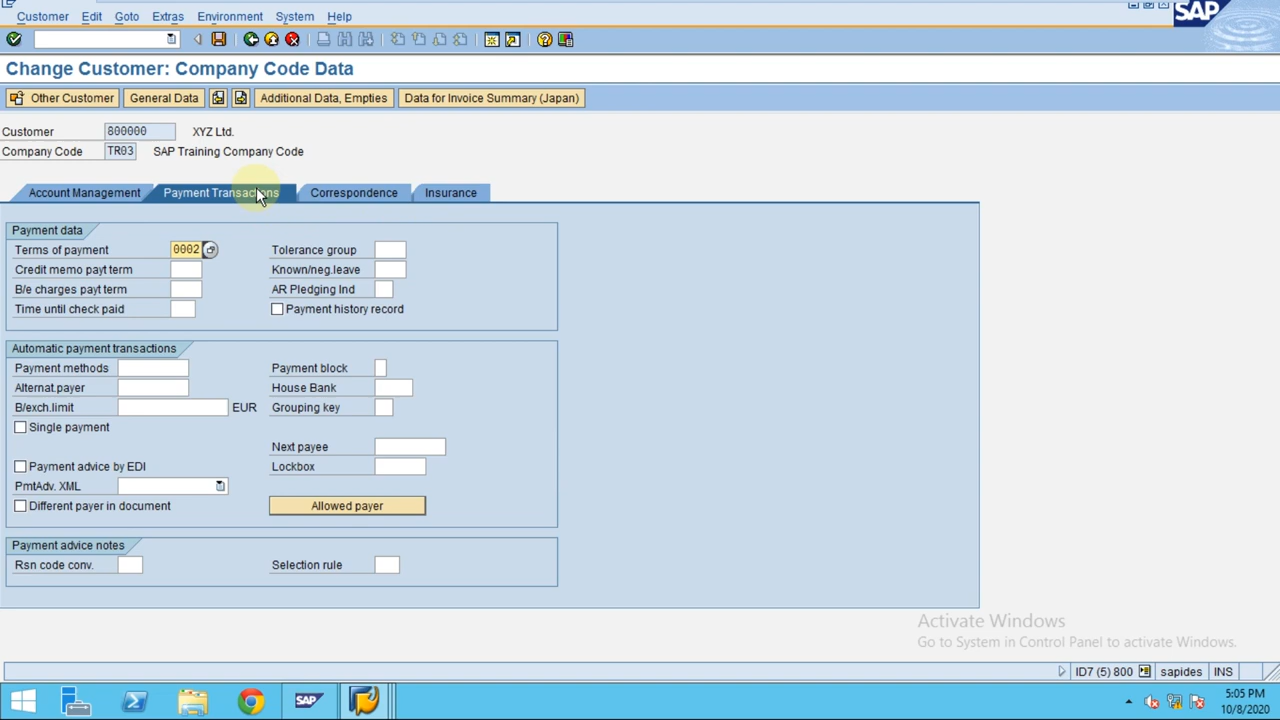 Customer Edit Goto Extras Environment System Help
SAP
Change Customer: Company Code Data
Other Customer General Data Additional Data, Empties Data for Invoice Summary (Japan)
Customer 800000 XYZ Ltd.
Company Code TR03 SAP Training Company Code
Account Management Payment Transactions Correspondence Insurance
Payment data
Terms of payment 0002 Tolerance group
Credit memo payt term Known/neg.leave
B/e charges payt term AR Pledging Ind
Time until check paid Payment history record
Automatic payment transactions
Payment methods Payment block
Alternat.payer House Bank
B/exch.limit EUR Grouping key
Single payment
Next payee
Payment advice by EDI Lockbox
PmtAdv. XML
Different payer in document Allowed payer
Payment advice notes
Rsn code conv. Selection rule
Activate Windows
Go to System in Control Panel to activate Windows.
ID7 (5) 800 sapides INS
SAP
5:05 PM
10/8/2020